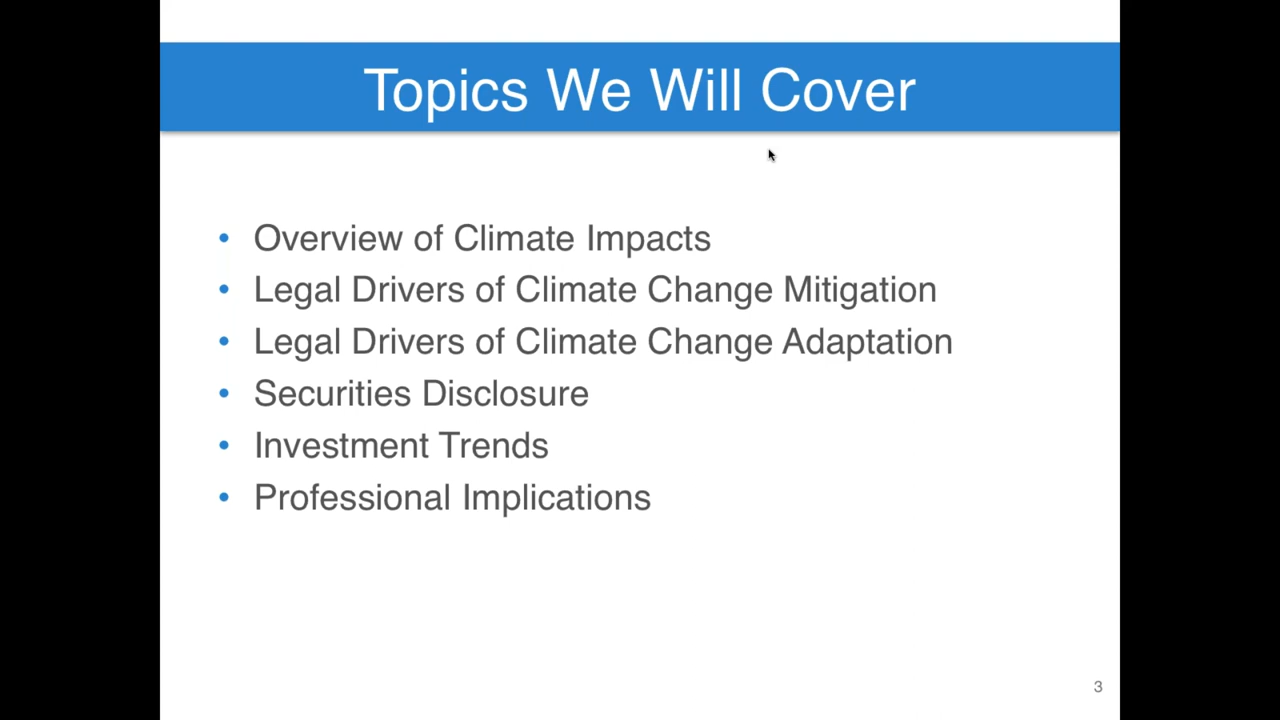 Topics We Will Cover
• Overview of Climate Impacts
• Legal Drivers of Climate Change Mitigation
• Legal Drivers of Climate Change Adaptation
• Securities Disclosure
• Investment Trends
• Professional Implications
3